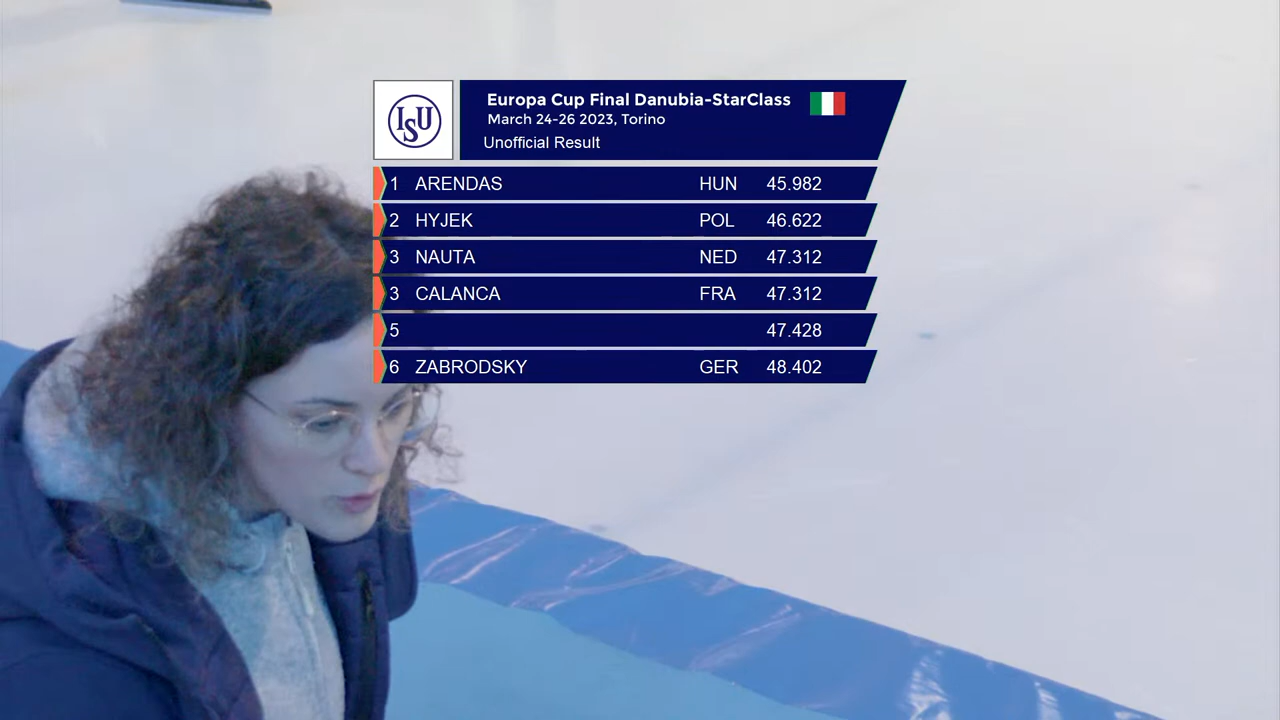 ISU
Europa Cup Final Danubia-StarClass
March 24-26 2023, Torino
Unofficial Result
1 ARENDAS HUN 45.982
2 HYJEK POL 46.622
3 NAUTA NED 47.312
3 CALANCA FRA 47.312
5 47.428
6 ZABRODSKY GER 48.402